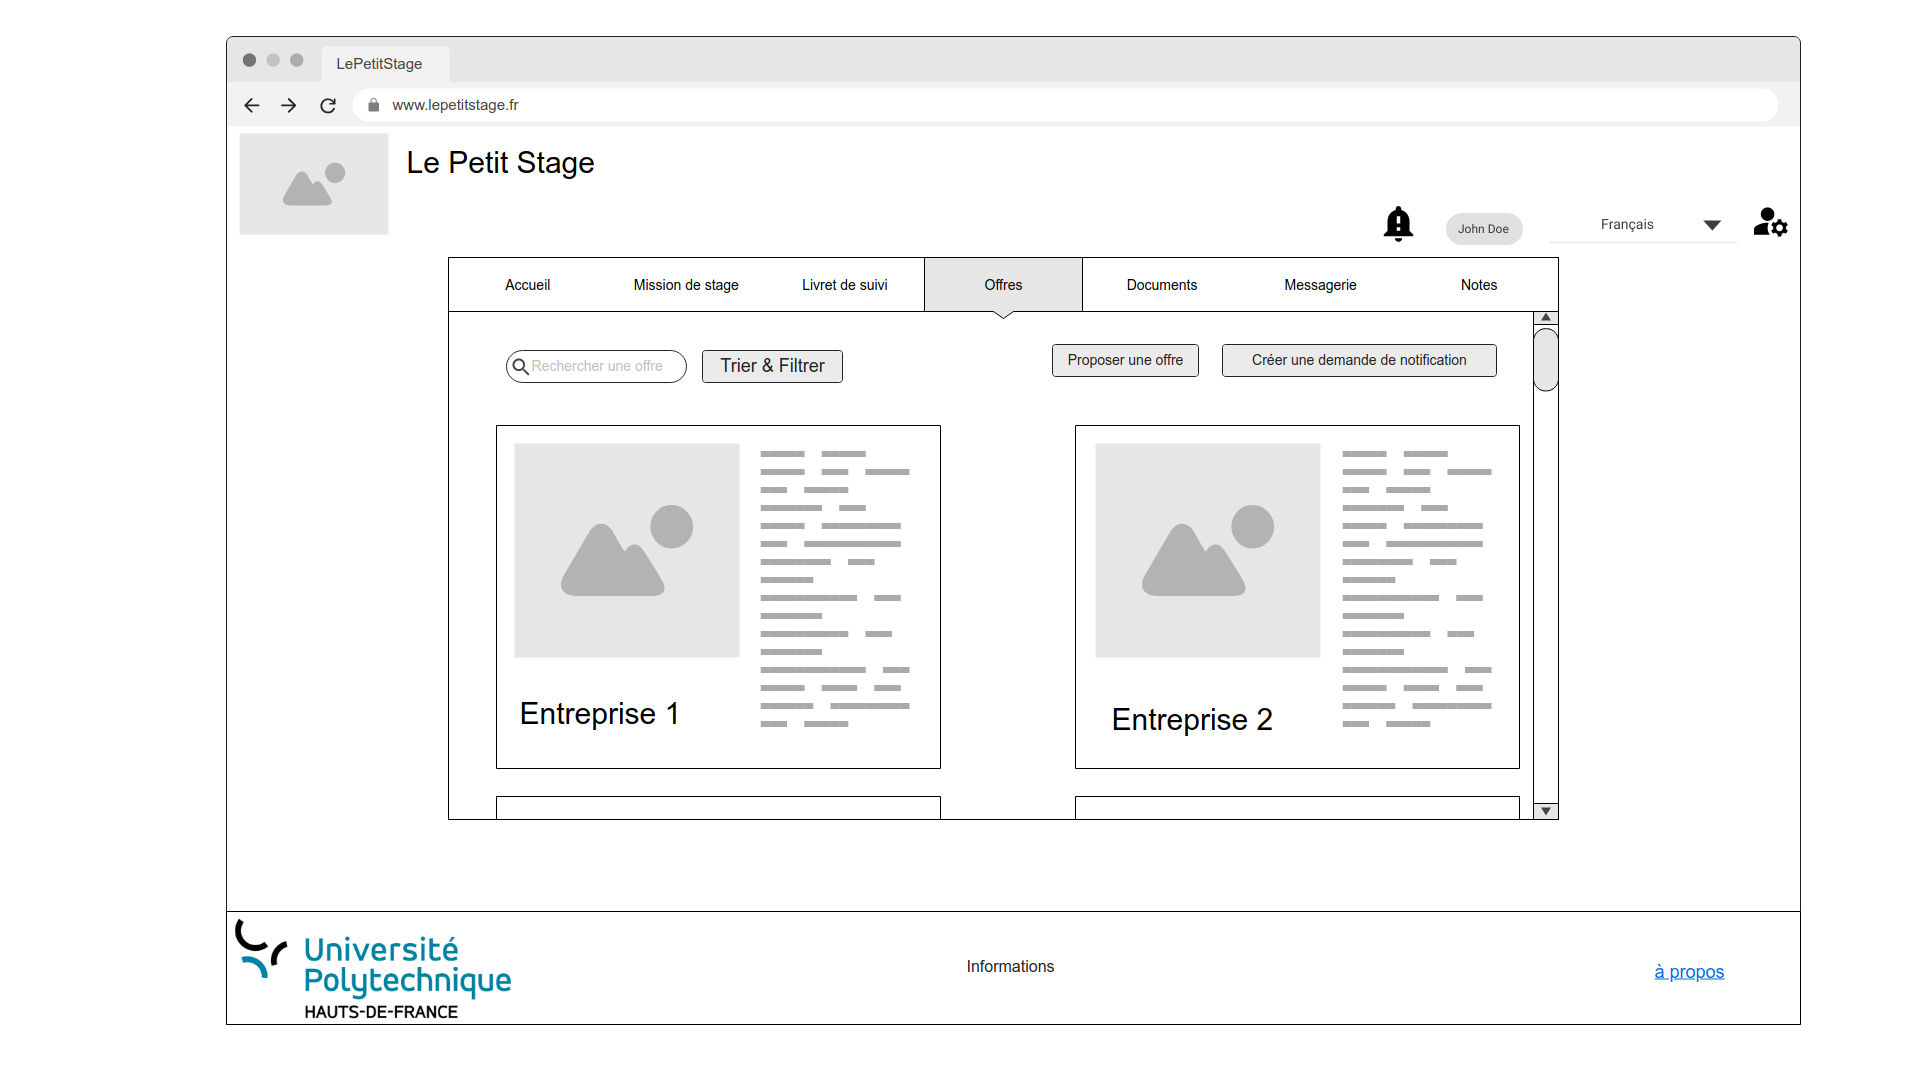 LePetitStage
www.lepetitstage.fr
Le Petit Stage
John Doe
Français
Accueil
Mission de stage
Livret de suivi
Offres
Documents
Messagerie
Notes
Rechercher une offre
Trier & Filtrer
Proposer une offre
Créer une demande de notification
Entreprise 1
Entreprise 2
Université
Polytechnique
HAUTS-DE-FRANCE
Informations
à propos